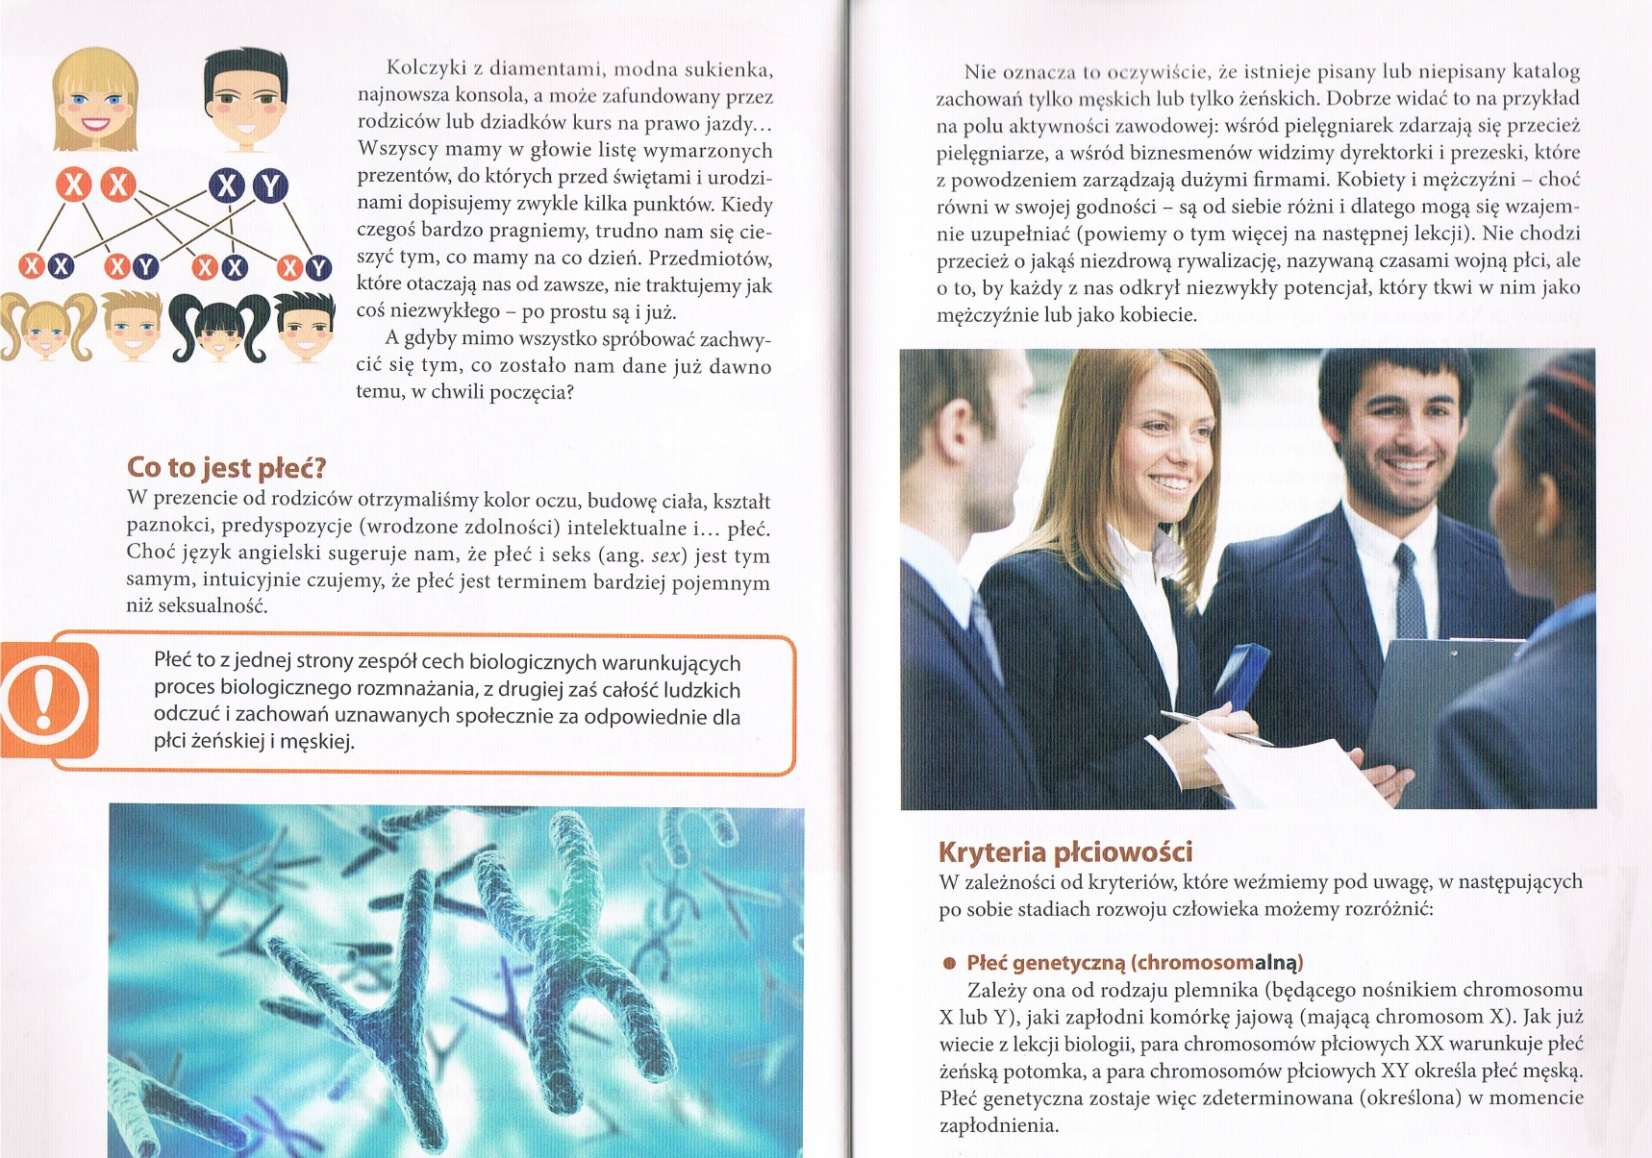 X X X Y
X X X Y X X X Y
Kolczyki z diamentami, modna sukienka,
najnowsza konsola, a może zafundowany przez
rodziców lub dziadków kurs na prawo jazdy…
Wszyscy mamy w głowie listę wymarzonych
prezentów, do których przed świętami i urodzi-
nami dopisujemy zwykle kilka punktów. Kiedy
czegoś bardzo pragniemy, trudno nam się cie-
szyć tym, co mamy na co dzień. Przedmiotów,
które otaczają nas od zawsze, nie traktujemy jak
coś niezwykłego – po prostu są i już.
A gdyby mimo wszystko spróbować zachwy-
cić się tym, co zostało nam dane już dawno
temu, w chwili poczęcia?
Co to jest płeć?
W prezencie od rodziców otrzymaliśmy kolor oczu, budowę ciała, kształt
paznokci, predyspozycje (wrodzone zdolności) intelektualne i… płeć.
Choć język angielski sugeruje nam, że płeć i seks (ang. sex) jest tym
samym, intuicyjnie czujemy, że płeć jest terminem bardziej pojemnym
niż seksualność.
!
Płeć to z jednej strony zespół cech biologicznych warunkujących
proces biologicznego rozmnażania, z drugiej zaś całość ludzkich
odczuć i zachowań uznawanych społecznie za odpowiednie dla
płci żeńskiej i męskiej.
Nie oznacza to oczywiście, że istnieje pisany lub niepisany katalog
zachowań tylko męskich lub tylko żeńskich. Dobrze widać to na przykład
na polu aktywności zawodowej: wśród pielęgniarek zdarzają się przecież
pielęgniarze, a wśród biznesmenów widzimy dyrektorki i prezeski, które
z powodzeniem zarządzają dużymi firmami. Kobiety i mężczyźni – choć
równi w swojej godności – są od siebie różni i dlatego mogą się wzajem-
nie uzupełniać (powiemy o tym więcej na następnej lekcji). Nie chodzi
przecież o jakąś niezdrową rywalizację, nazywaną czasami wojną płci, ale
o to, by każdy z nas odkrył niezwykły potencjał, który tkwi w nim jako
mężczyźnie lub jako kobiecie.
Kryteria płciowości
W zależności od kryteriów, które weźmiemy pod uwagę, w następujących
po sobie stadiach rozwoju człowieka możemy rozróżnić:
● Płeć genetyczną (chromosomalną)
Zależy ona od rodzaju plemnika (będącego nośnikiem chromosomu
X lub Y), jaki zapłodni komórkę jajową (mającą chromosom X). Jak już
wiecie z lekcji biologii, para chromosomów płciowych XX warunkuje płeć
żeńską potomka, a para chromosomów płciowych XY określa płeć męską.
Płeć genetyczna zostaje więc zdeterminowana (określona) w momencie
zapłodnienia.